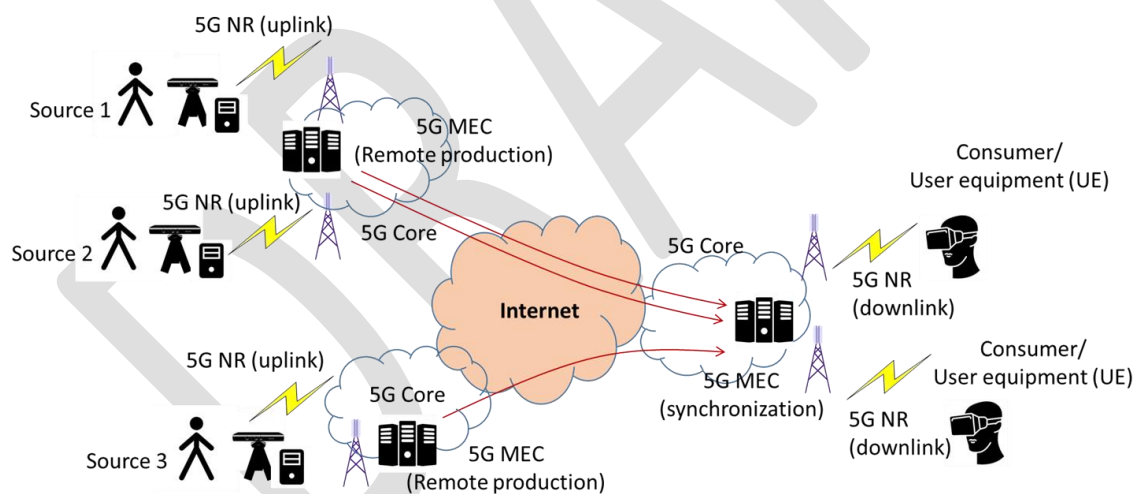 5G NR (uplink)
Source 1
5G MEC
(Remote production)
5G NR (uplink)
Source 2
5G Core
Internet
5G Core
5G MEC
(synchronization)
Consumer/
User equipment (UE)
5G NR
(downlink)
Consumer/
User equipment (UE)
5G NR
(downlink)
5G NR (uplink)
Source 3
5G Core
5G MEC
(Remote production)